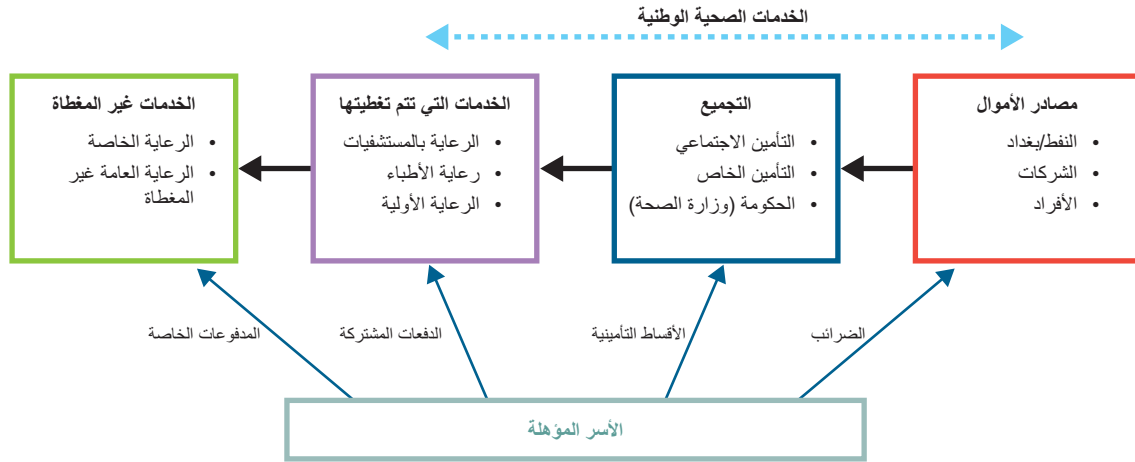 الخدمات الصحية الوطنية
مصادر الأموال
• النفط/بغداد
• الشركات
• الأفراد
التجميع
• التأمين الاجتماعي
• التأمين الخاص
• الحكومة (وزارة الصحة)
الخدمات التي تتم تغطيتها
• الرعاية بالمستشفيات
• رعاية الأطباء
• الرعاية الأولية
الخدمات غير المغطاة
• الرعاية الخاصة
• الرعاية العامة غير
المغطاة
الضرائب
الأقساط التأمينية
الدفعات المشتركة
المدفوعات الخاصة
الأسر المؤهلة